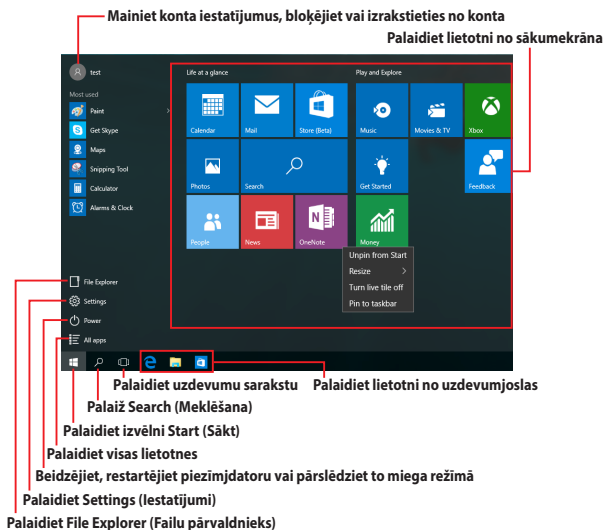 Mainiet konta iestatījumus, bloķējiet vai izrakstieties no konta
Palaidiet lietotni no sākumekrāna
test
Most used
Paint
Get Skype
Maps
Snipping Tool
Calculator
Alarms & Clock
File Explorer
Settings
Power
All apps
Life at a glance
Play and Explore
Calendar
Mail
Store (Beta)
Music
Movies & TV
Xbox
Photos
Search
Get Started
Feedback
People
News
OneNote
Money
Unpin from Start
Resize
Turn live tile off
Pin to taskbar
Palaidiet uzdevumu sarakstu
Palaidiet lietotni no uzdevumjoslas
Palaiž Search (Meklēšana)
Palaidiet izvēlni Start (Sākt)
Palaidiet visas lietotnes
Beidzējiet, restartējiet piezīmjdatoru vai pārslēdziet to miega režīmā
Palaidiet Settings (Iestatījumi)
Palaidiet File Explorer (Failu pārvaldnieks)